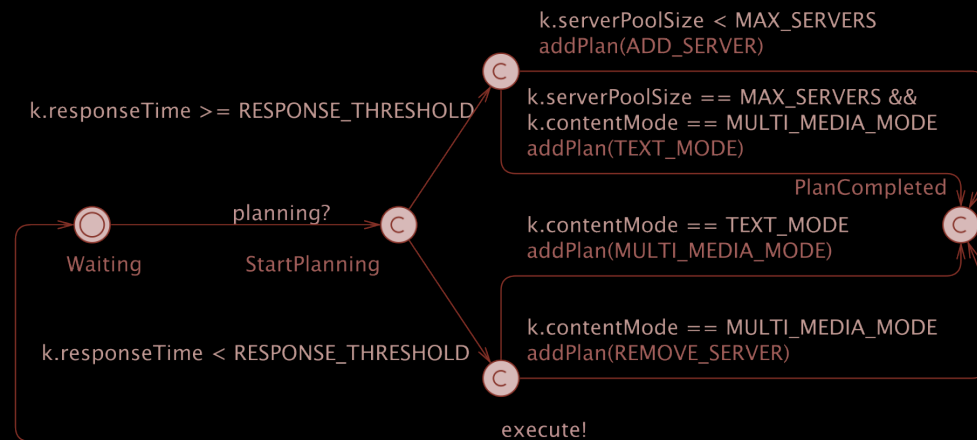 k.serverPoolSize < MAX_SERVERS
addPlan(ADD_SERVER)
C
k.responseTime >= RESPONSE_THRESHOLD
k.serverPoolSize == MAX_SERVERS &&
k.contentMode == MULTI_MEDIA_MODE
addPlan(TEXT_MODE)
PlanCompleted
planning?
C
C
Waiting
StartPlanning
k.contentMode == TEXT_MODE
addPlan(MULTI_MEDIA_MODE)
k.responseTime < RESPONSE_THRESHOLD
k.contentMode == MULTI_MEDIA_MODE
addPlan(REMOVE_SERVER)
C
execute!